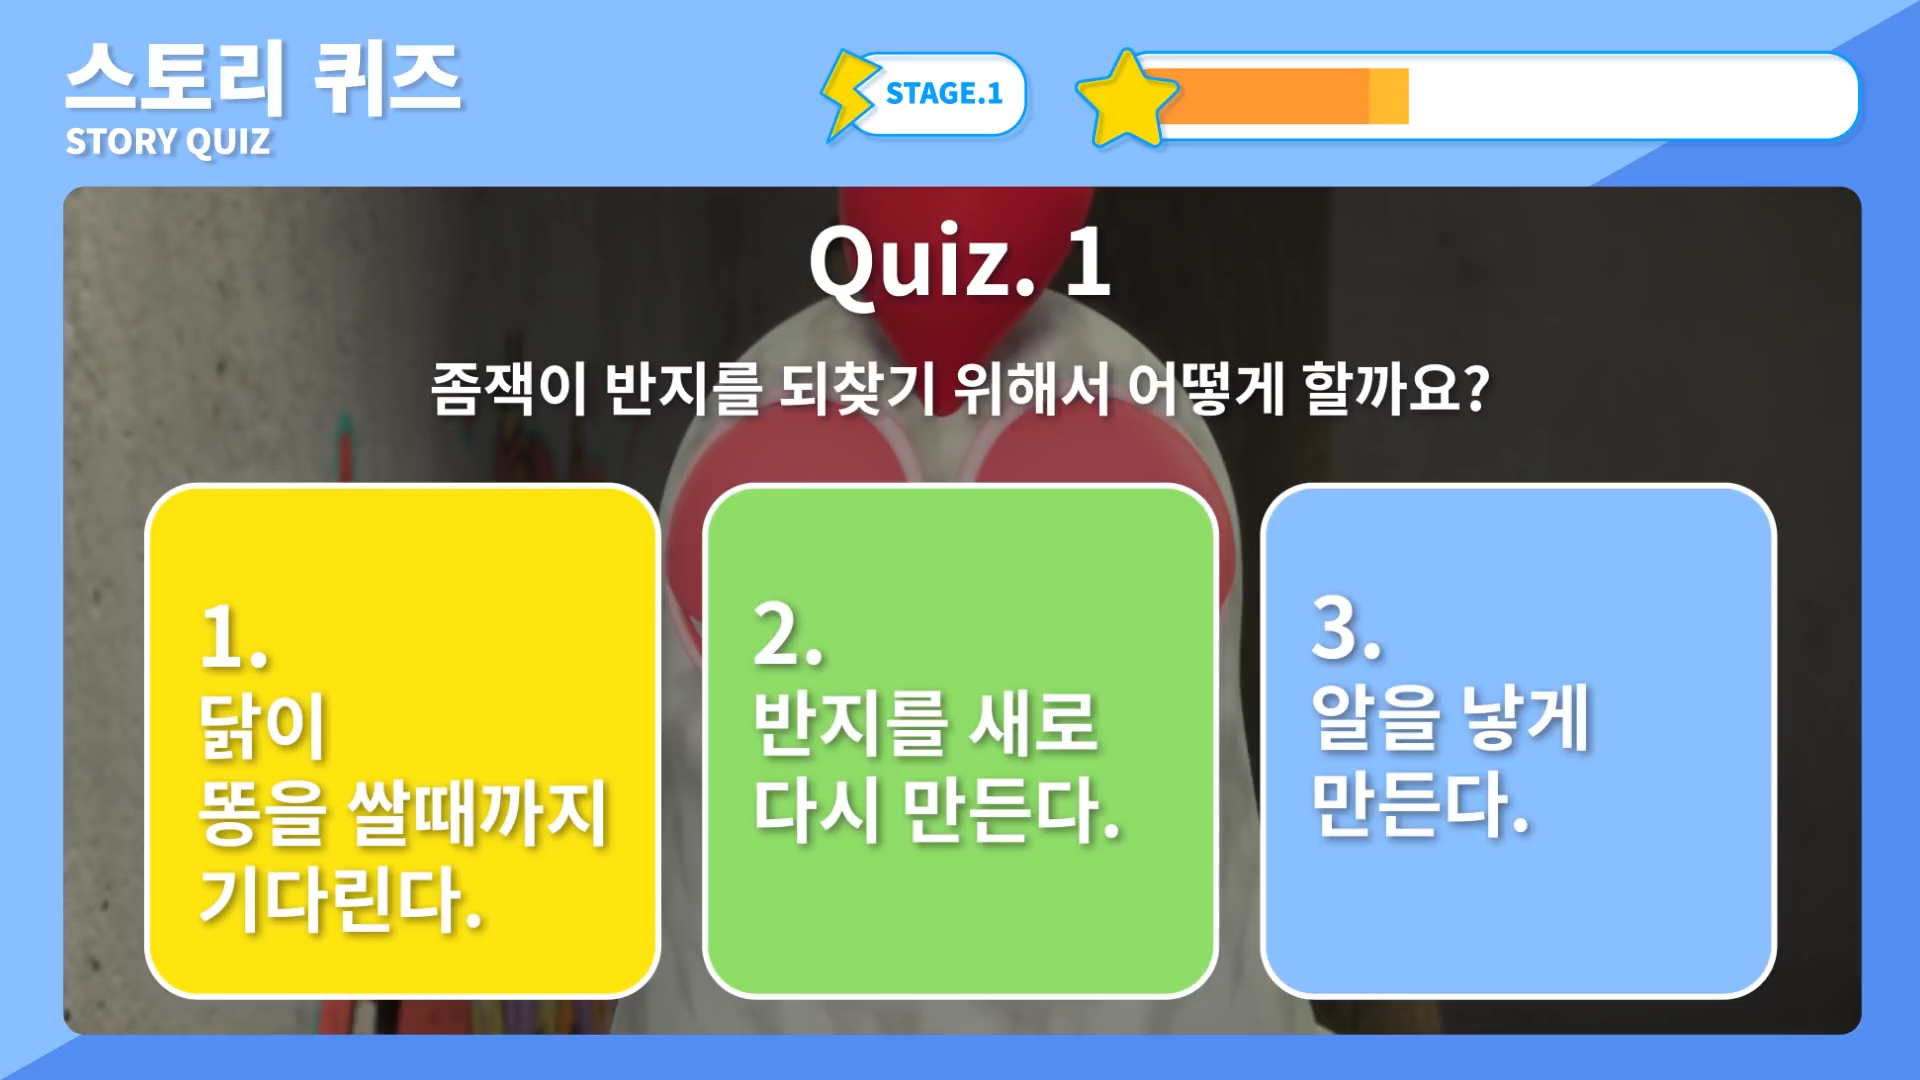 스토리 퀴즈
STORY QUIZ
STAGE.1
Quiz. 1
좀잭이 반지를 되찾기 위해서 어떻게 할까요?
1.
닭이
똥을 쌀때까지
기다린다.
2.
반지를 새로
다시 만든다.
3.
알을 낳게
만든다.